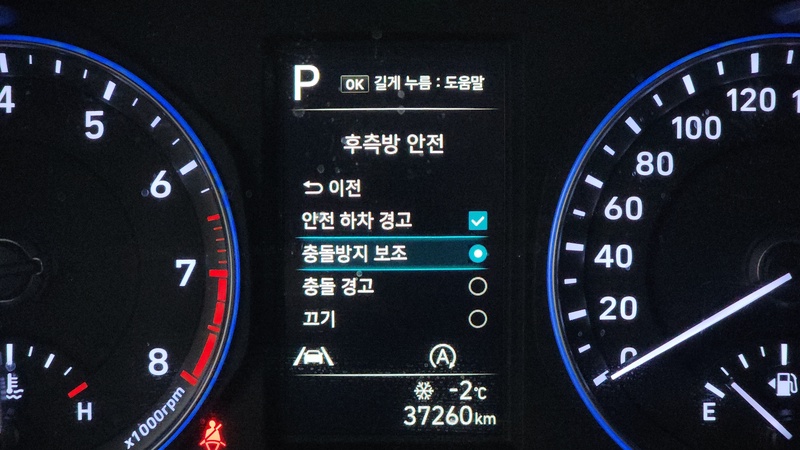 P OK 길게 누름 : 도움말
후측방 안전
이전
안전 하차 경고
충돌방지 보조
충돌 경고
끄기
A
-2℃
37260km
4
5
6
7
8
x1000rpm
H
120
100
80
60
40
20
0
E